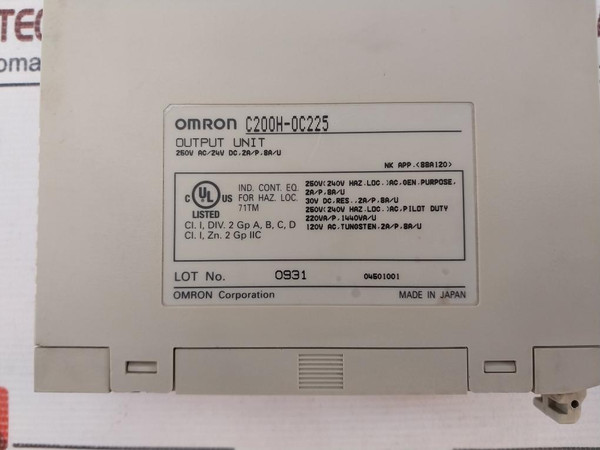 OMRON C200H-OC225
OUTPUT UNIT
250V AC/24V DC.2A/P.8A/U
NK APP.<88A120>
C UL US
LISTED
IND. CONT. EQ.
FOR HAZ. LOC.
71TM
Cl. I, DIV. 2 Gp A, B, C, D
Cl. I, Zn. 2 Gp IIC
250V(240V HAZ.LOC.)AC.GEN.PURPOSE.
2A/P.8A/U
30V DC.RES..2A/P.8A/U
250V(240V HAZ.LOC.)AC.PILOT DUTY
220VA/P.1440VA/U
120V AC.TUNGSTEN.2A/P.8A/U
LOT No. 0931 04501001
OMRON Corporation MADE IN JAPAN